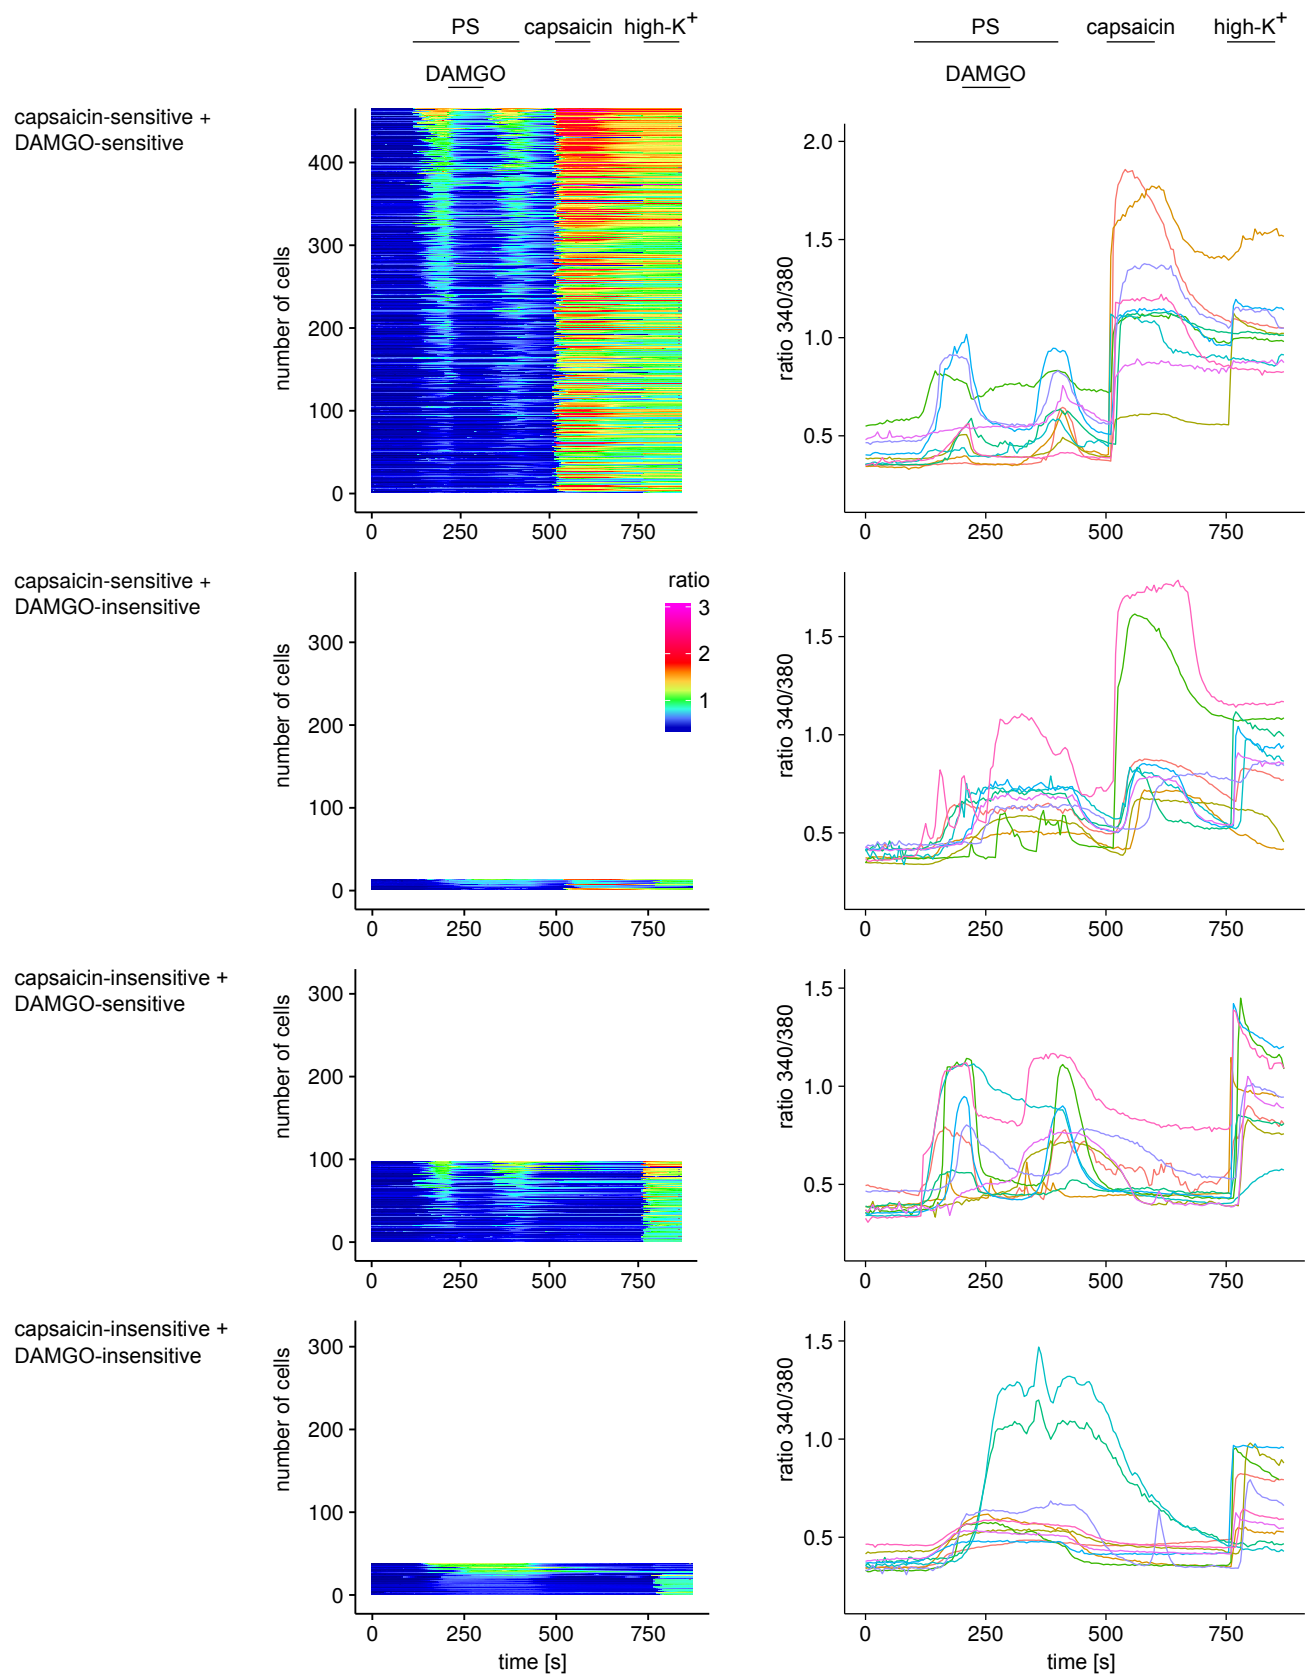 PS capsaicin high-K+ PS capsaicin high-K+
DAMGO DAMGO
capsaicin-sensitive +
DAMGO-sensitive
number of cells
400
300
200
100
0
0 250 500 750
ratio 340/380
2.0
1.5
1.0
0.5
0 250 500 750
capsaicin-sensitive +
DAMGO-insensitive
number of cells
300
200
100
0
0 250 500 750
ratio
3
2
1
ratio 340/380
1.5
1.0
0.5
0 250 500 750
capsaicin-insensitive +
DAMGO-sensitive
number of cells
300
200
100
0
0 250 500 750
ratio 340/380
1.5
1.0
0.5
0 250 500 750
capsaicin-insensitive +
DAMGO-insensitive
number of cells
300
200
100
0
0 250 500 750
time [s]
ratio 340/380
1.5
1.0
0.5
0 250 500 750
time [s]